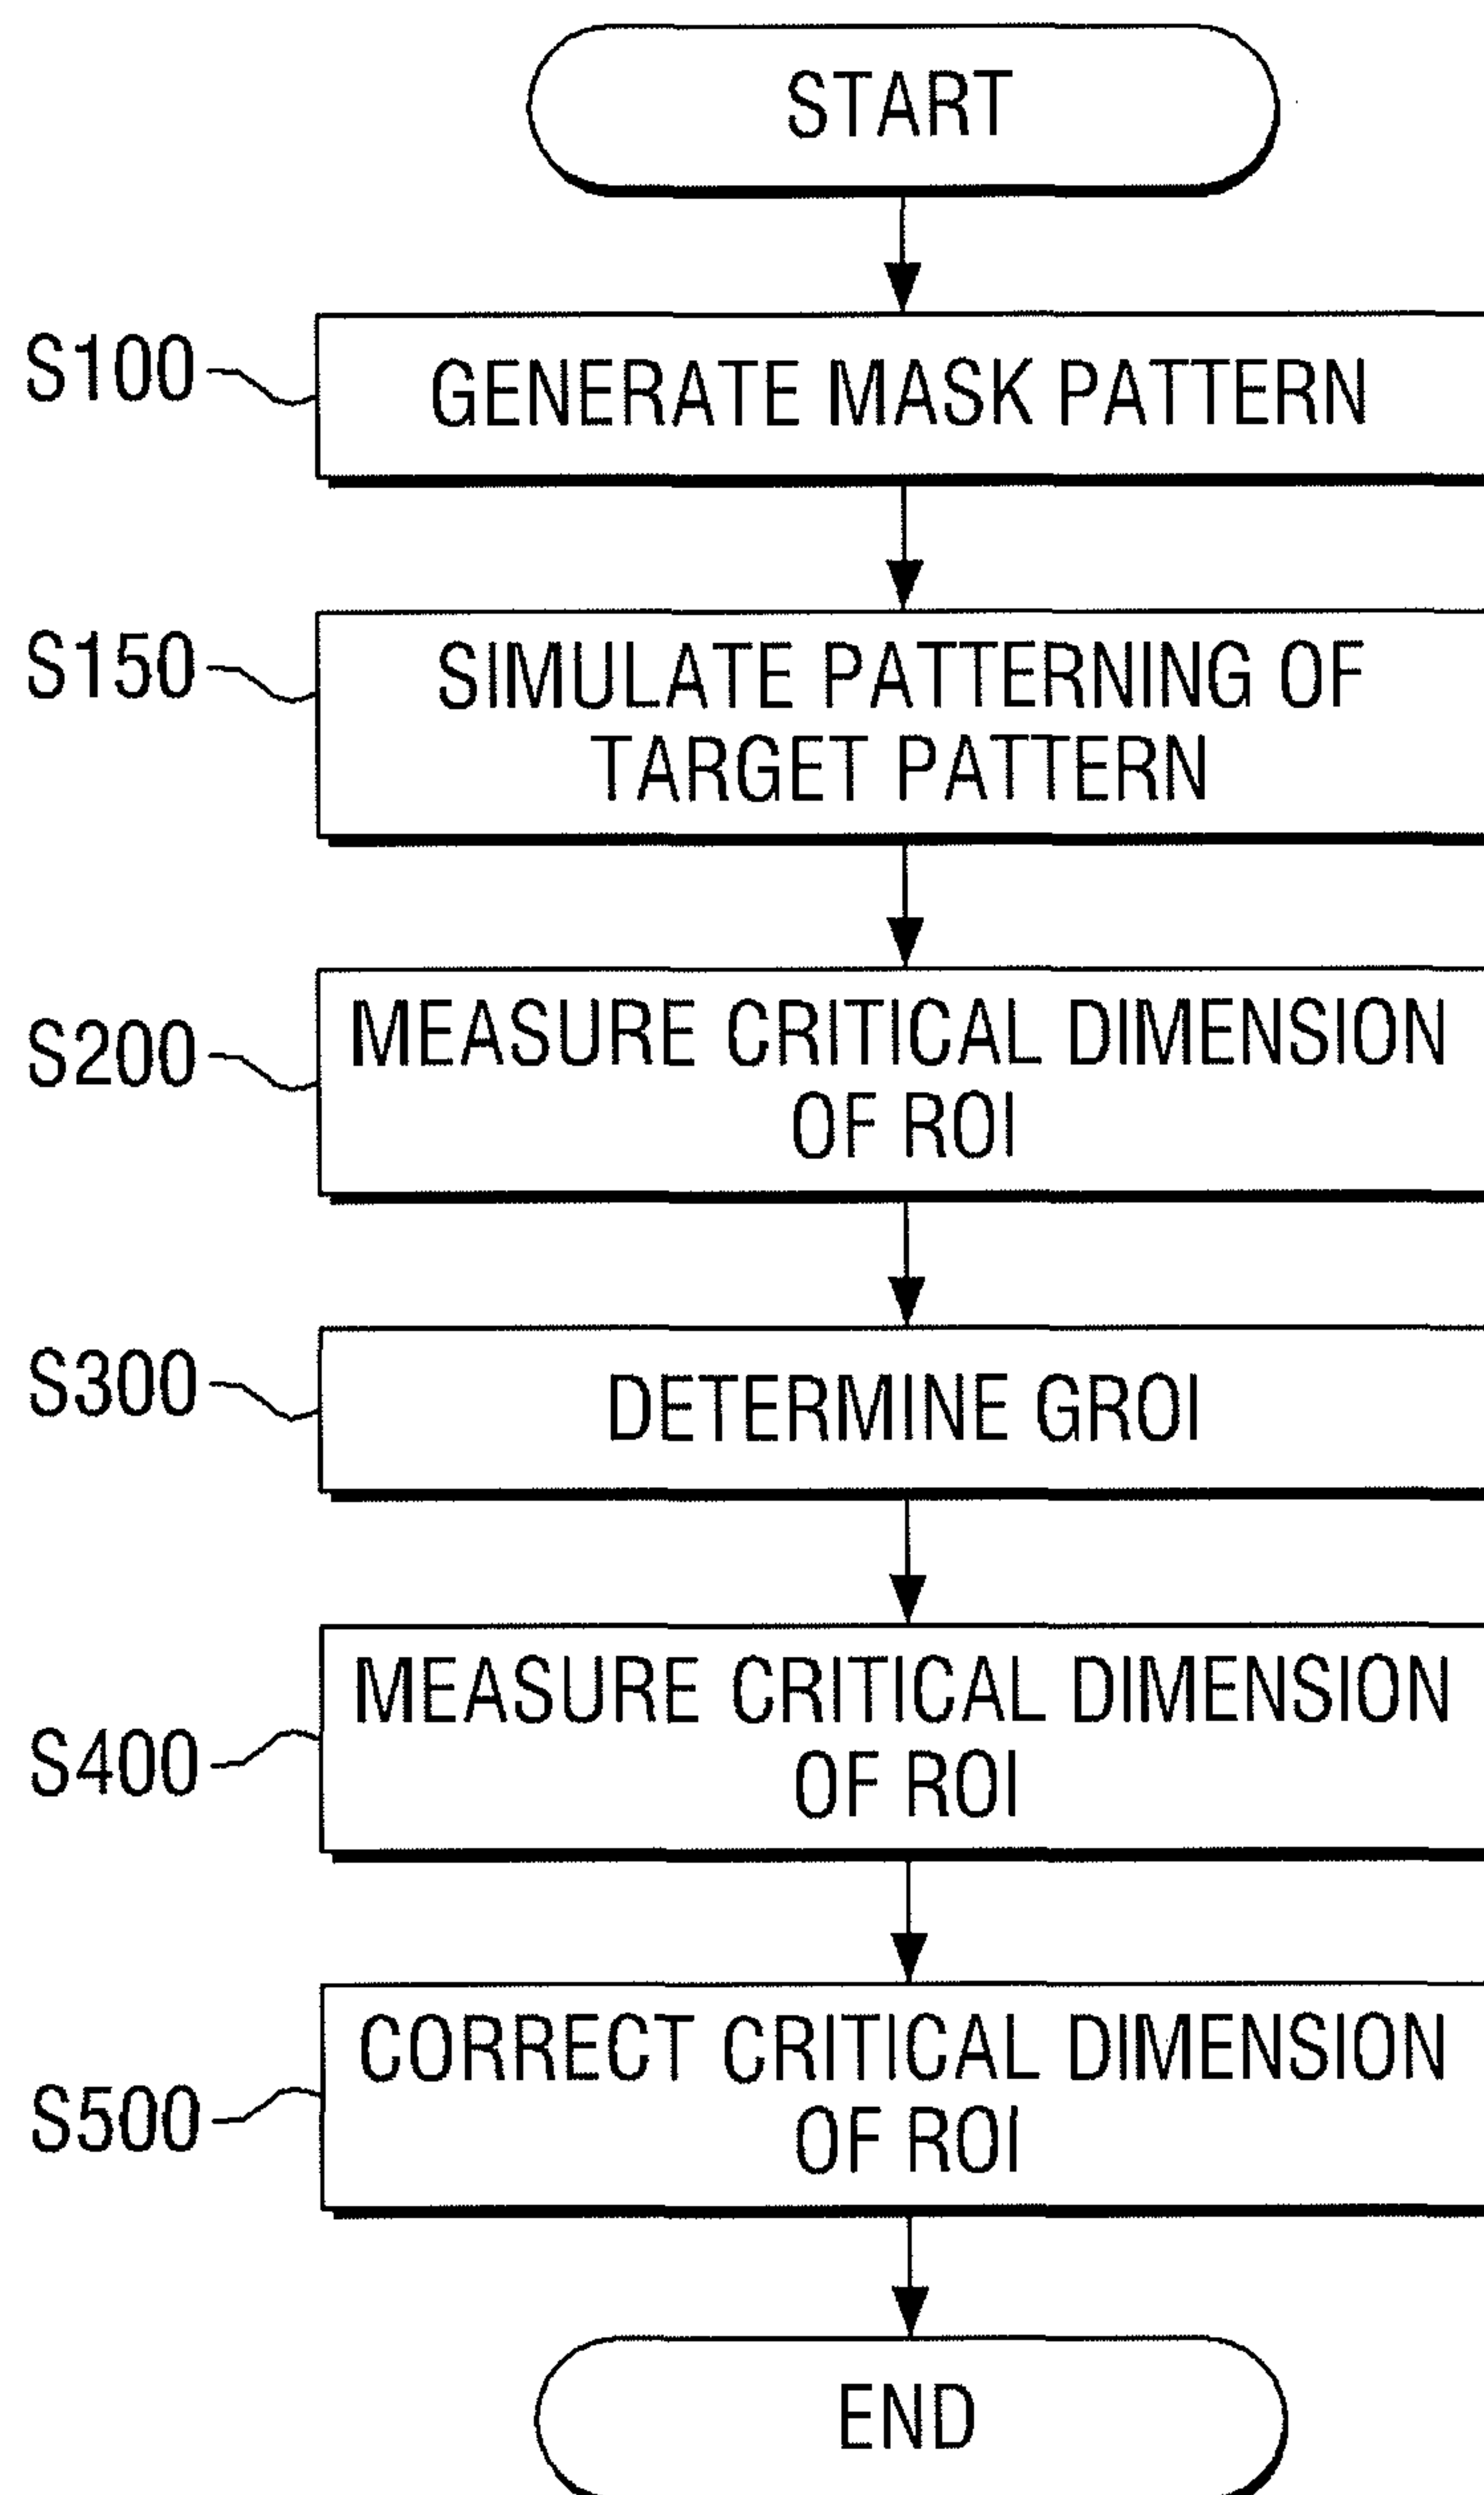 START
S100
GENERATE MASK PATTERN
S150
SIMULATE PATTERNING OF
TARGET PATTERN
S200
MEASURE CRITICAL DIMENSION
OF ROI
S300
DETERMINE GROI
S400
MEASURE CRITICAL DIMENSION
OF ROI
S500
CORRECT CRITICAL DIMENSION
OF ROI
END